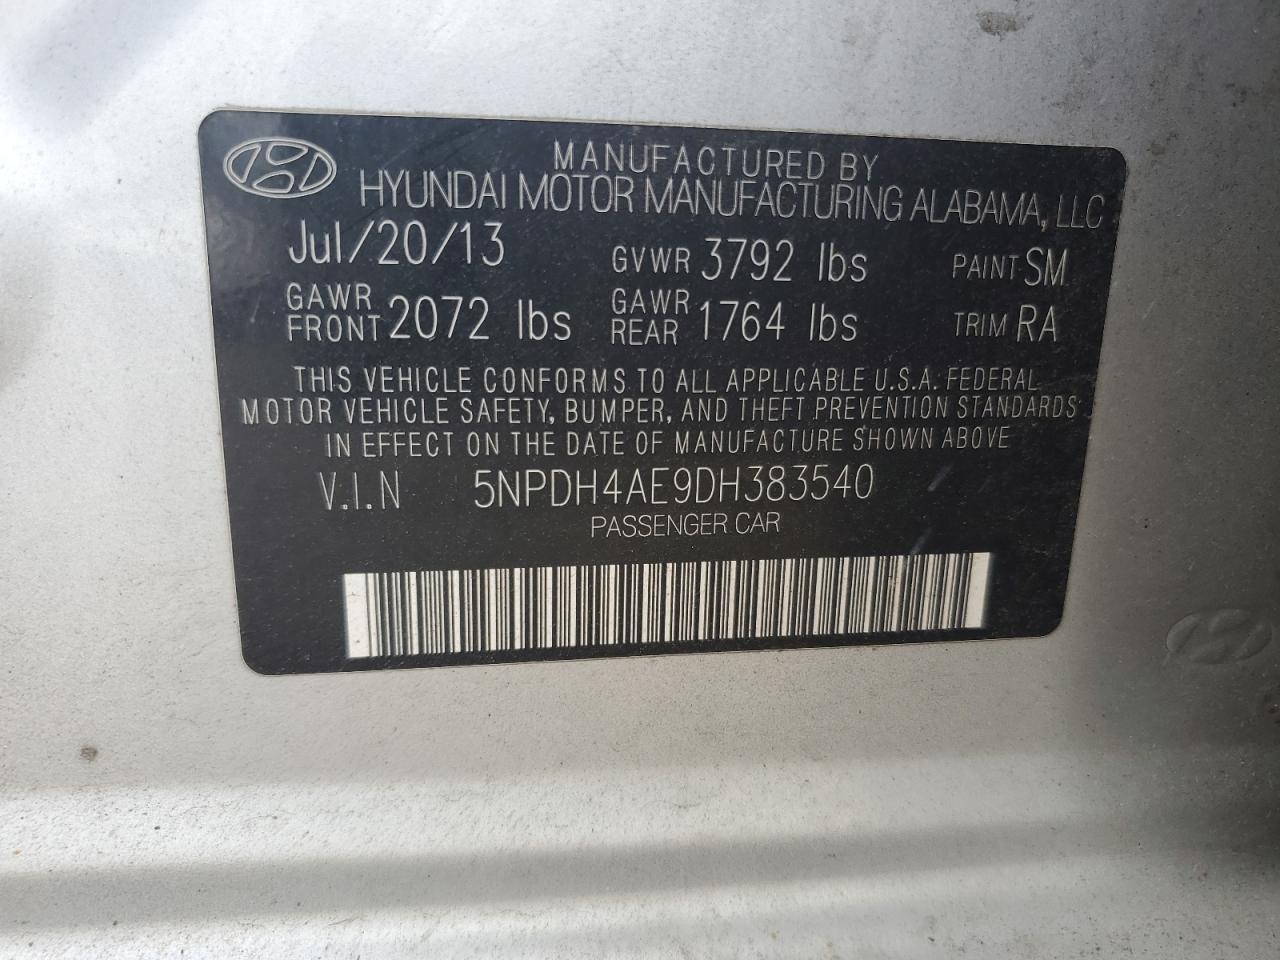 MANUFACTURED BY
HYUNDAI MOTOR MANUFACTURING ALABAMA, LLC
Jul/20/13 GVWR 3792 lbs PAINT SM
GAWR FRONT 2072 lbs GAWR REAR 1764 lbs TRIM RA
THIS VEHICLE CONFORMS TO ALL APPLICABLE U.S.A. FEDERAL
MOTOR VEHICLE SAFETY, BUMPER, AND THEFT PREVENTION STANDARDS
IN EFFECT ON THE DATE OF MANUFACTURE SHOWN ABOVE
V.I.N 5NPDH4AE9DH383540
PASSENGER CAR